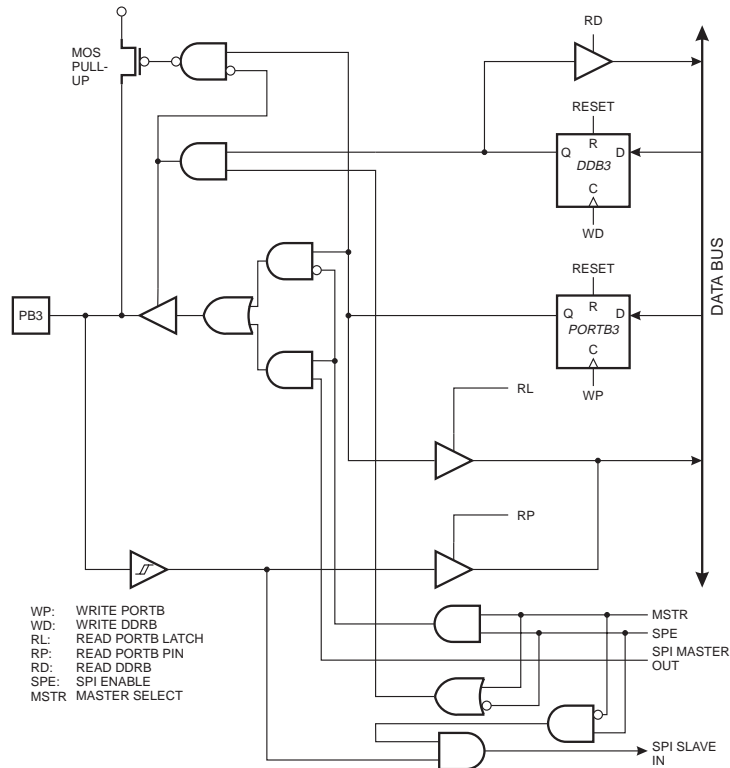 RD
MOS
PULL-
UP
RESET
R
Q
D
DDB3
C
WD
DATA BUS
RESET
R
Q
D
PORTB3
C
WP
PB3
RL
RP
MSTR
SPE
SPI MASTER
OUT
SPI SLAVE
IN
WP: WRITE PORTB
WD: WRITE DDRB
RL: READ PORTB LATCH
RP: READ PORTB PIN
RD: READ DDRB
SPE: SPI ENABLE
MSTR MASTER SELECT